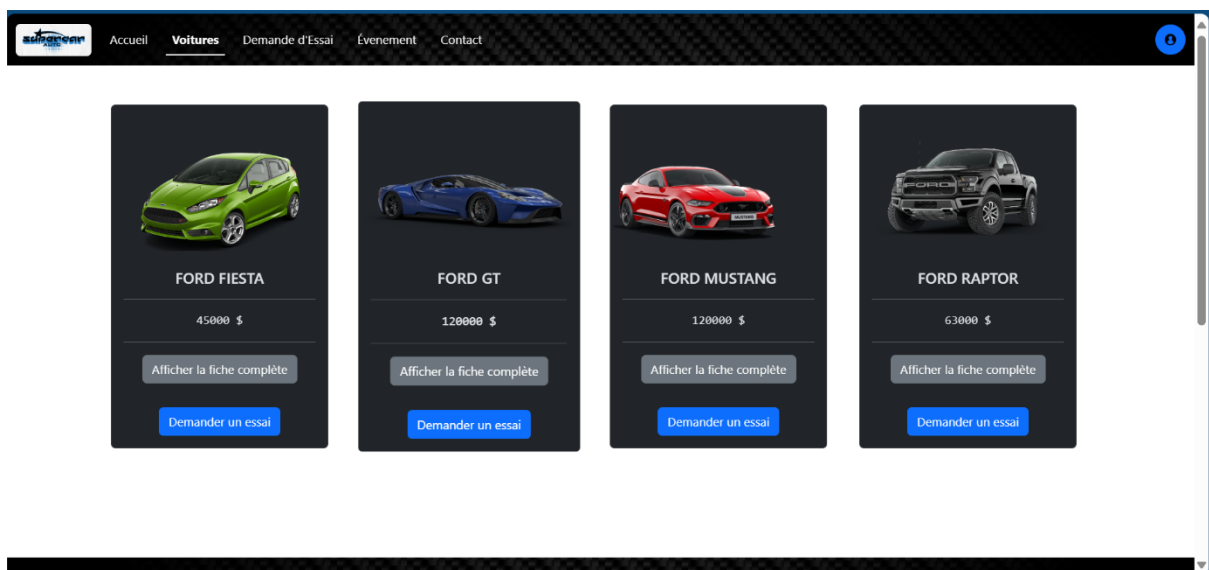 supercar
AUTO
Accueil Voitures Demande d'Essai Évenement Contact
FORD FIESTA FORD GT FORD MUSTANG FORD RAPTOR
45000 $ 120000 $ 120000 $ 63000 $
Afficher la fiche complète Afficher la fiche complète Afficher la fiche complète Afficher la fiche complète
Demander un essai Demander un essai Demander un essai Demander un essai